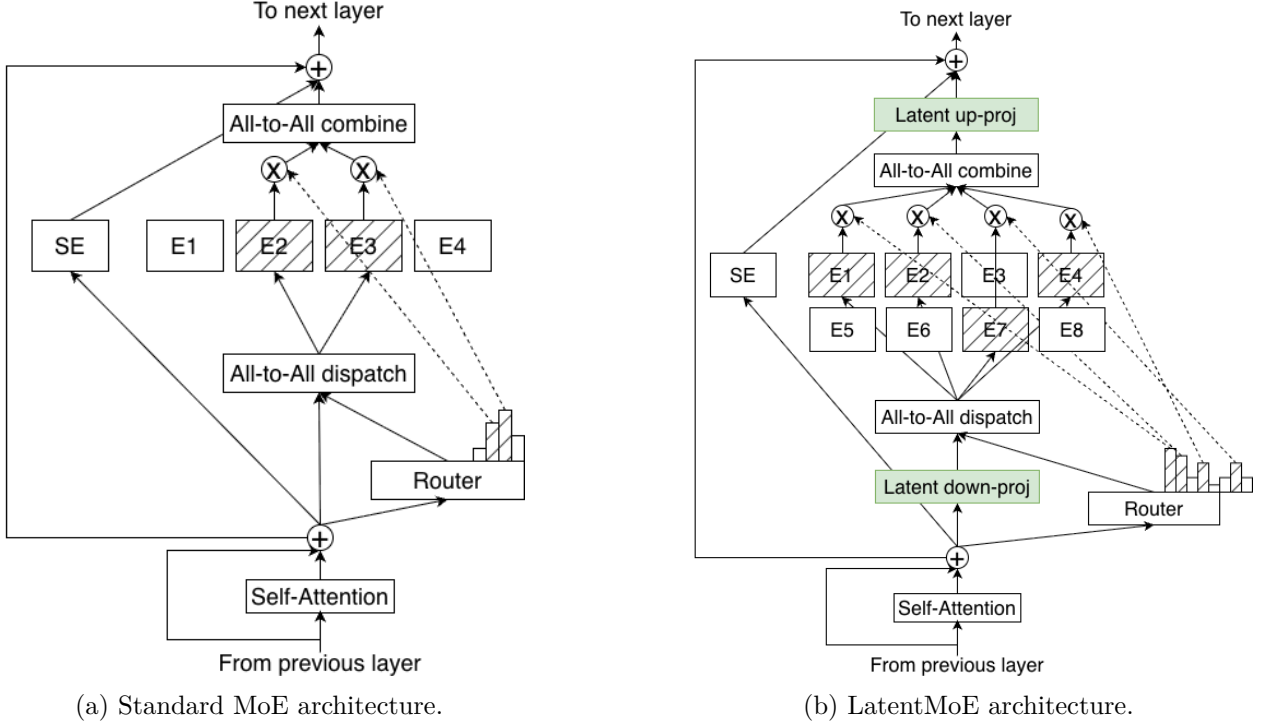 To next layer
+
All-to-All combine
X X
SE E1 E2 E3 E4
All-to-All dispatch
Router
+
Self-Attention
From previous layer
(a) Standard MoE architecture.
To next layer
+
Latent up-proj
All-to-All combine
X X X X
SE E1 E2 E3 E4
E5 E6 E7 E8
All-to-All dispatch
Latent down-proj
Router
+
Self-Attention
From previous layer
(b) LatentMoE architecture.